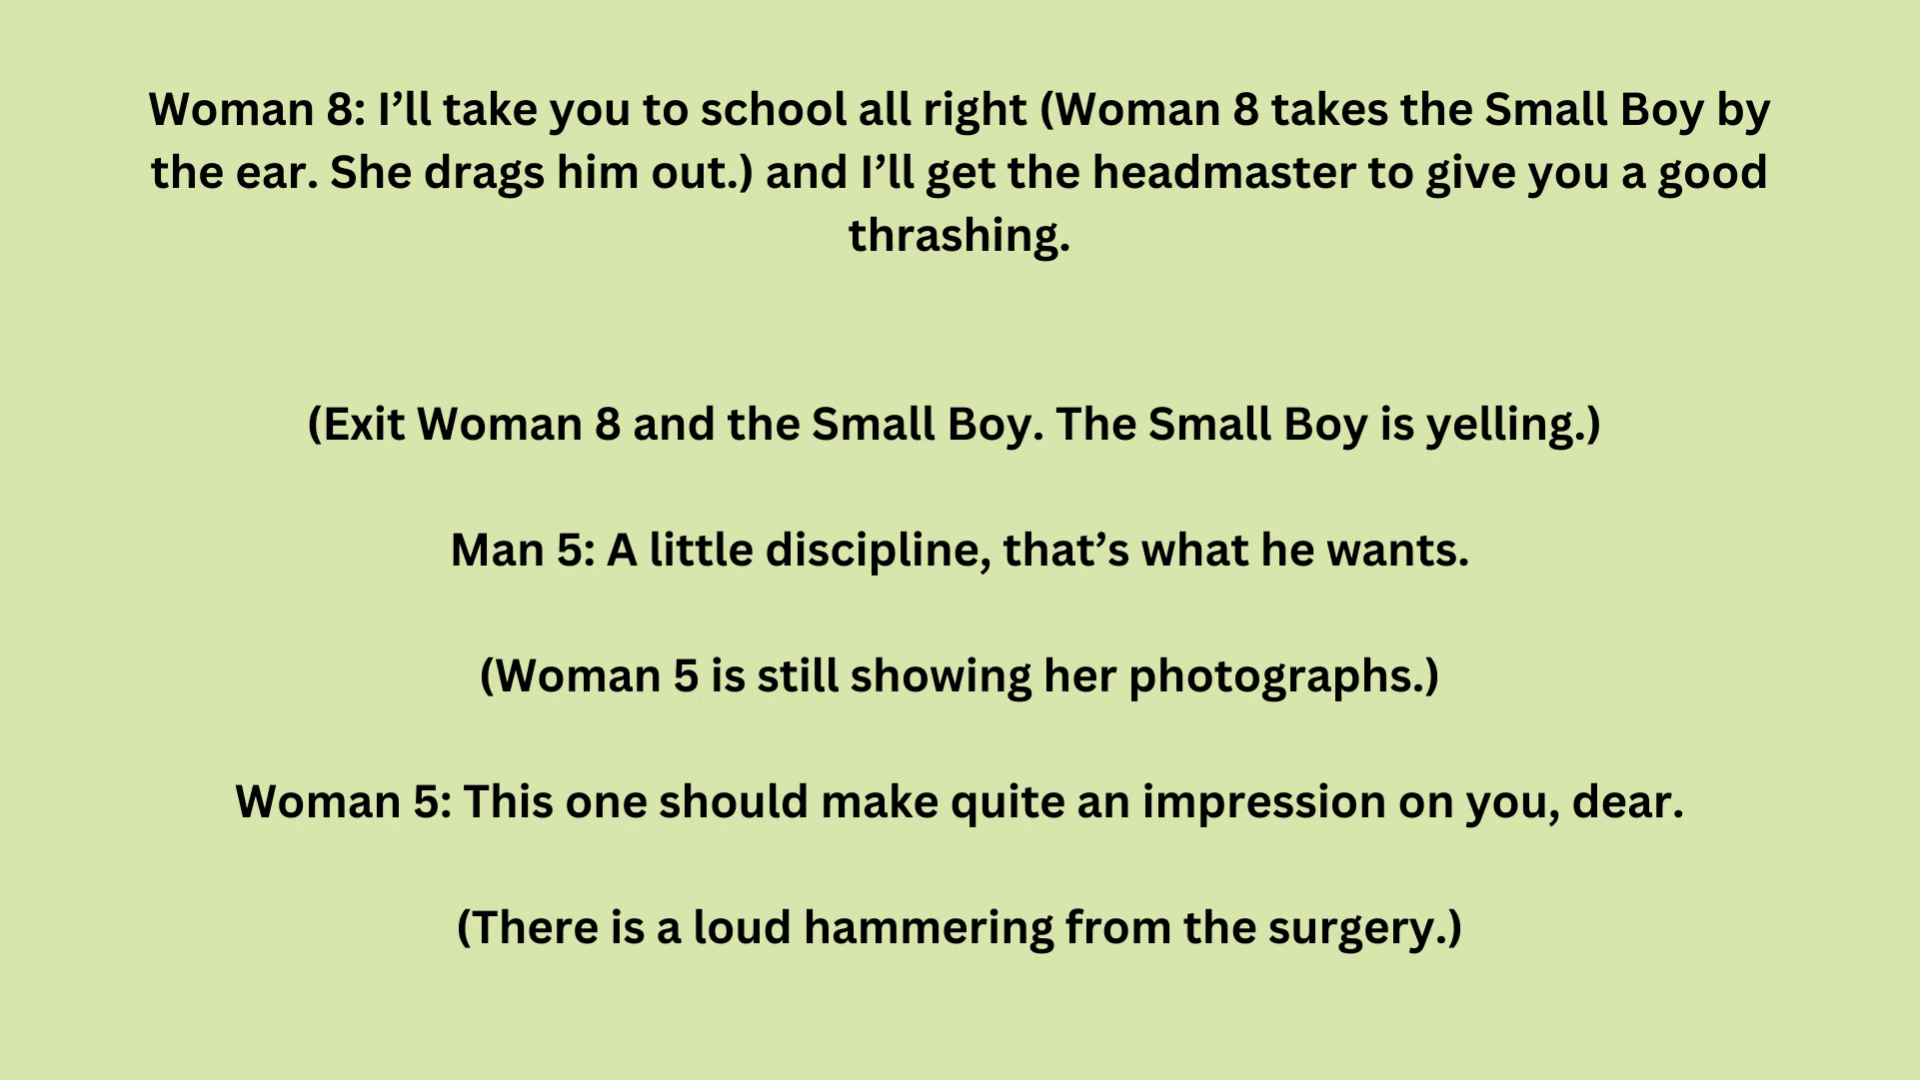 Woman 8: I’ll take you to school all right (Woman 8 takes the Small Boy by
the ear. She drags him out.) and I’ll get the headmaster to give you a good
thrashing.
(Exit Woman 8 and the Small Boy. The Small Boy is yelling.)
Man 5: A little discipline, that’s what he wants.
(Woman 5 is still showing her photographs.)
Woman 5: This one should make quite an impression on you, dear.
(There is a loud hammering from the surgery.)